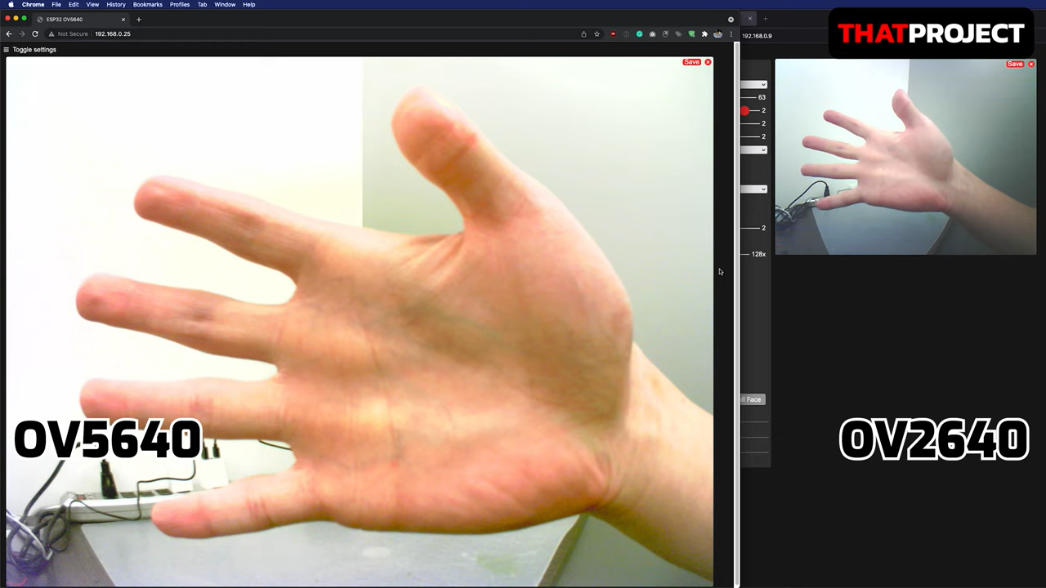 Chrome File Edit View History Bookmarks Profiles Tab Window Help
ESP32 OV5640
Not Secure 192.168.0.25
192.168.0.9
THATPROJECT
Toggle settings
Save
Save
63
2
2
2
2
128x
Face
OV5640
OV2640